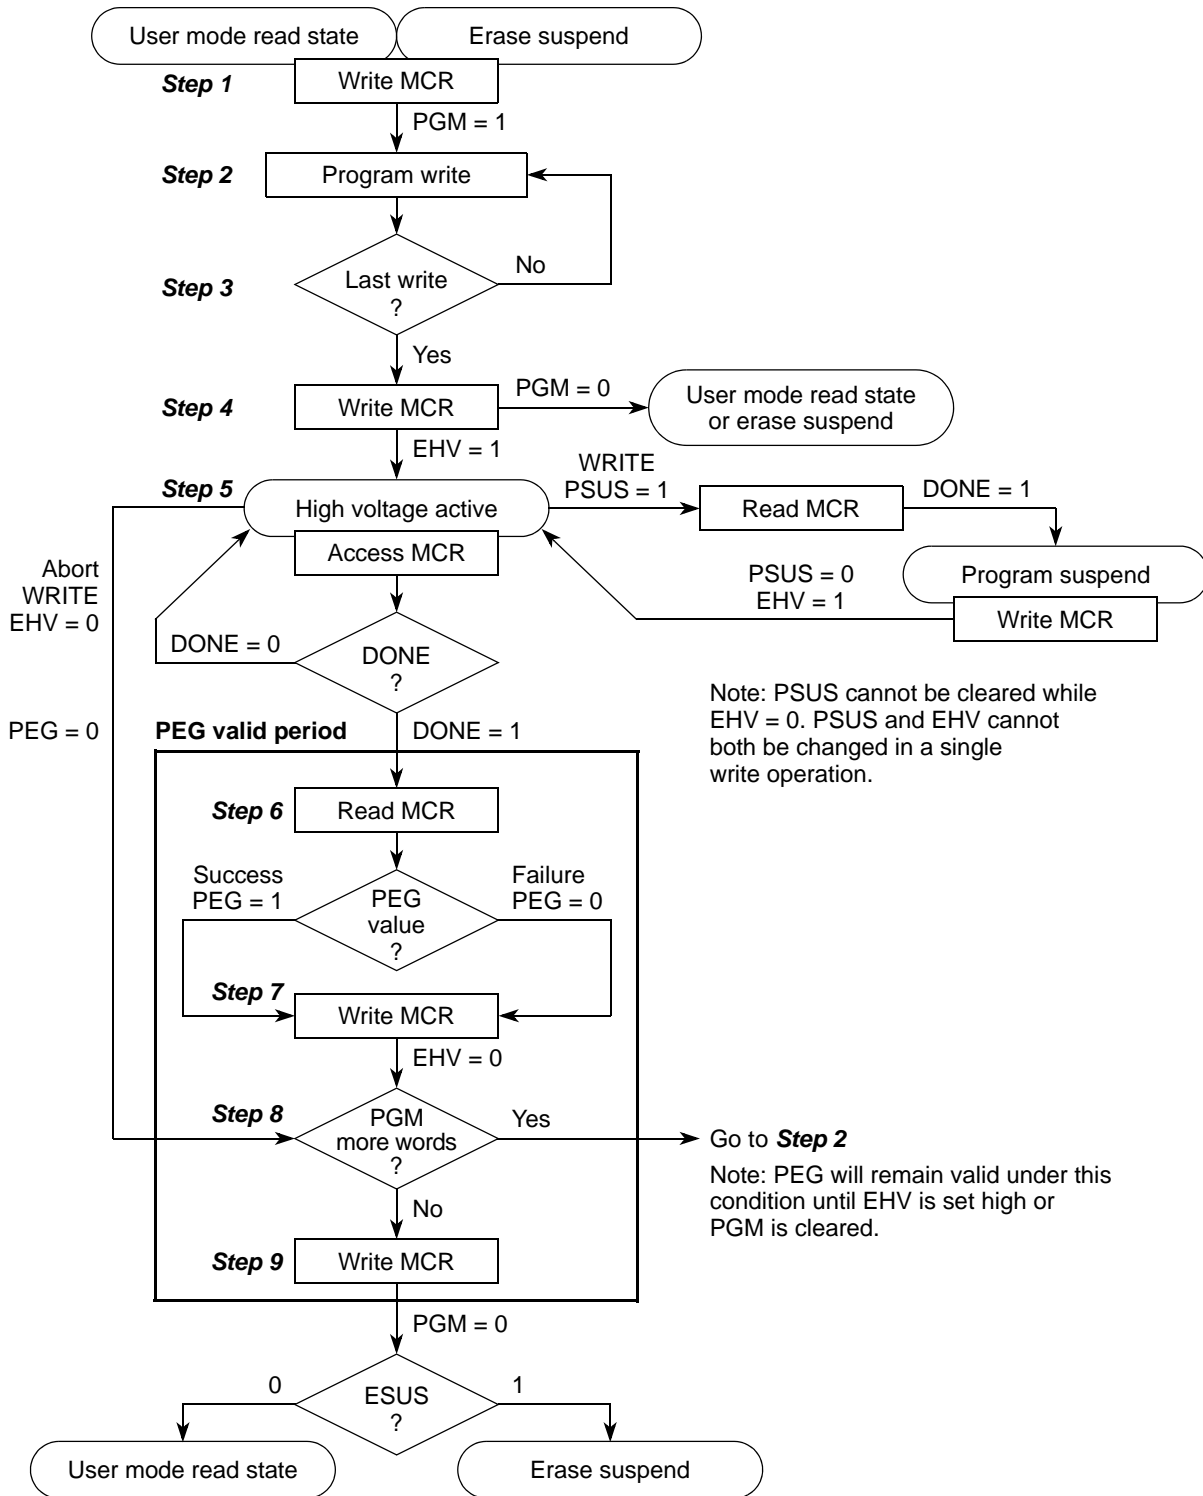 User mode read state
Erase suspend
Step 1
Write MCR
PGM = 1
Step 2
Program write
Step 3
Last write
?
No
Yes
Step 4
Write MCR
PGM = 0
User mode read state
or erase suspend
EHV = 1
Step 5
High voltage active
WRITE
PSUS = 1
Read MCR
DONE = 1
Access MCR
Abort
WRITE
EHV = 0
PSUS = 0
EHV = 1
Program suspend
Write MCR
DONE = 0
DONE
?
Note: PSUS cannot be cleared while
EHV = 0. PSUS and EHV cannot
both be changed in a single
write operation.
PEG = 0
PEG valid period
DONE = 1
Step 6
Read MCR
Success
PEG = 1
PEG
value
?
Failure
PEG = 0
Step 7
Write MCR
EHV = 0
Step 8
PGM
more words
?
Yes
Go to Step 2
Note: PEG will remain valid under this
condition until EHV is set high or
PGM is cleared.
No
Step 9
Write MCR
PGM = 0
0
ESUS
?
1
User mode read state
Erase suspend